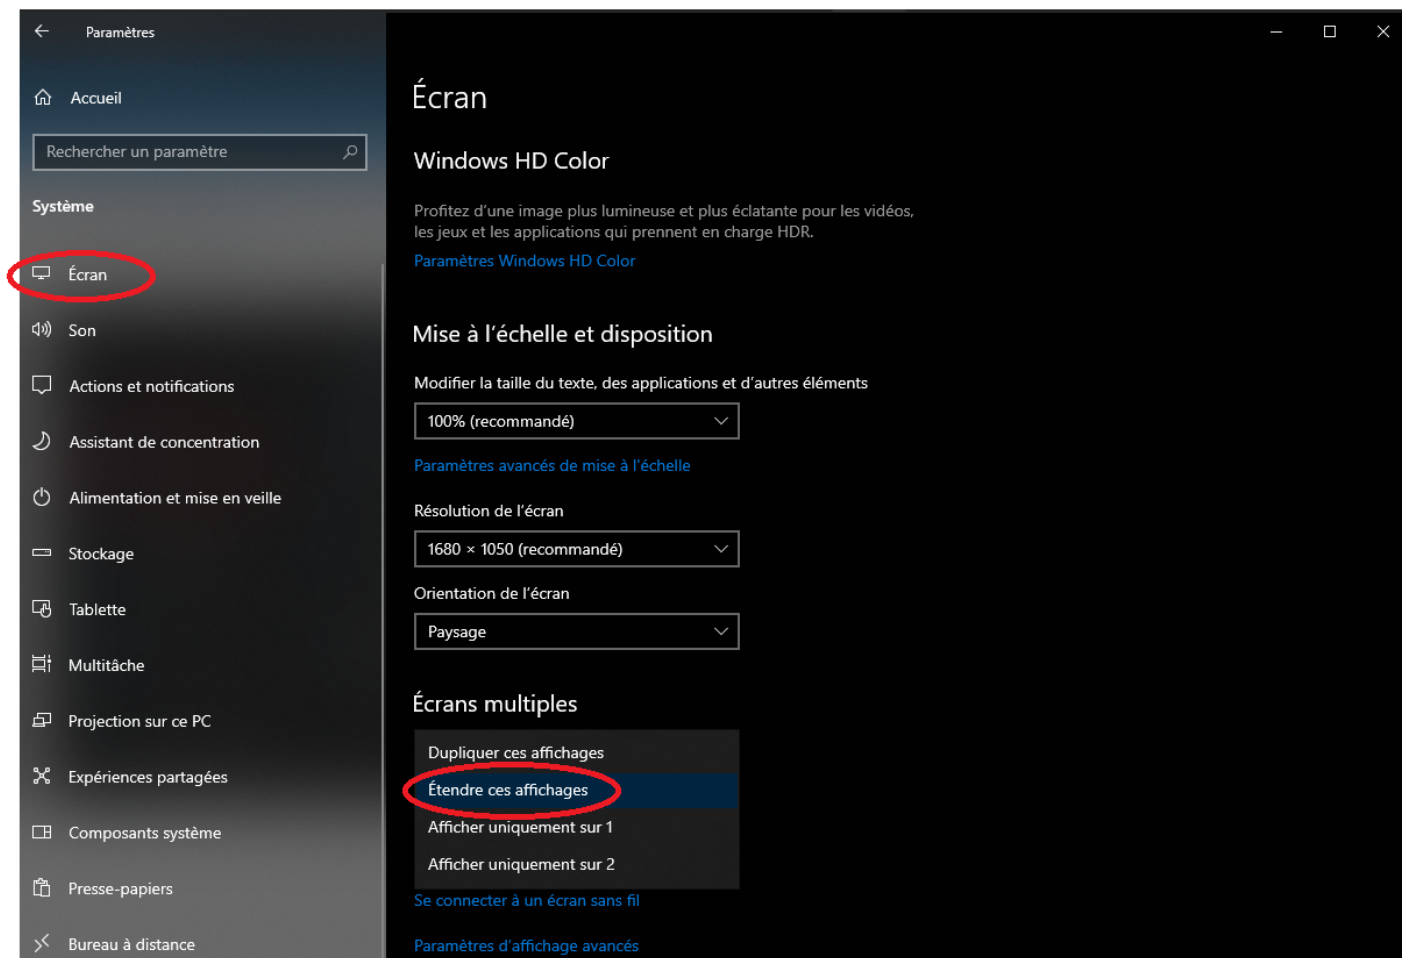 Paramètres
Accueil
Rechercher un paramètre
Système
Écran
Son
Actions et notifications
Assistant de concentration
Alimentation et mise en veille
Stockage
Tablette
Multitâche
Projection sur ce PC
Expériences partagées
Composants système
Presse-papiers
Bureau à distance
Écran
Windows HD Color
Profitez d’une image plus lumineuse et plus éclatante pour les vidéos,
les jeux et les applications qui prennent en charge HDR.
Paramètres Windows HD Color
Mise à l’échelle et disposition
Modifier la taille du texte, des applications et d’autres éléments
100% (recommandé)
Paramètres avancés de mise à l'échelle
Résolution de l’écran
1680 × 1050 (recommandé)
Orientation de l’écran
Paysage
Écrans multiples
Dupliquer ces affichages
Étendre ces affichages
Afficher uniquement sur 1
Afficher uniquement sur 2
Se connecter à un écran sans fil
Paramètres d'affichage avancés